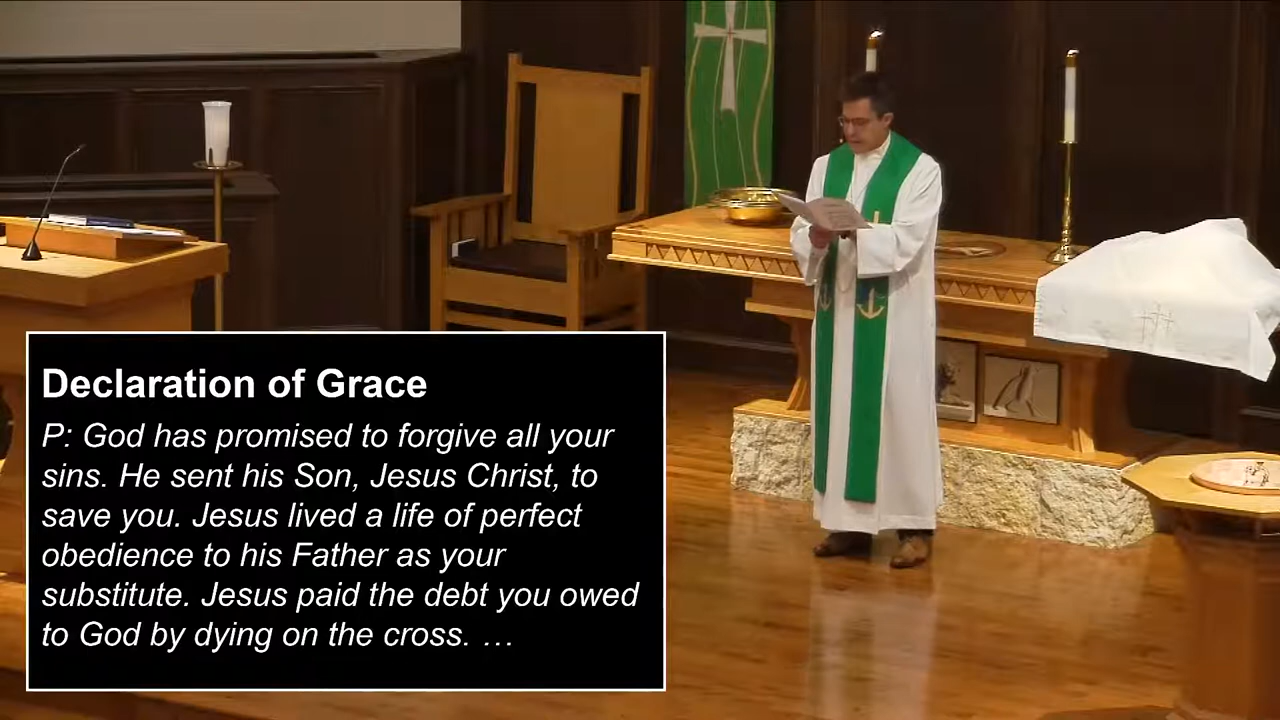 Declaration of Grace
P: God has promised to forgive all your
sins. He sent his Son, Jesus Christ, to
save you. Jesus lived a life of perfect
obedience to his Father as your
substitute. Jesus paid the debt you owed
to God by dying on the cross. …